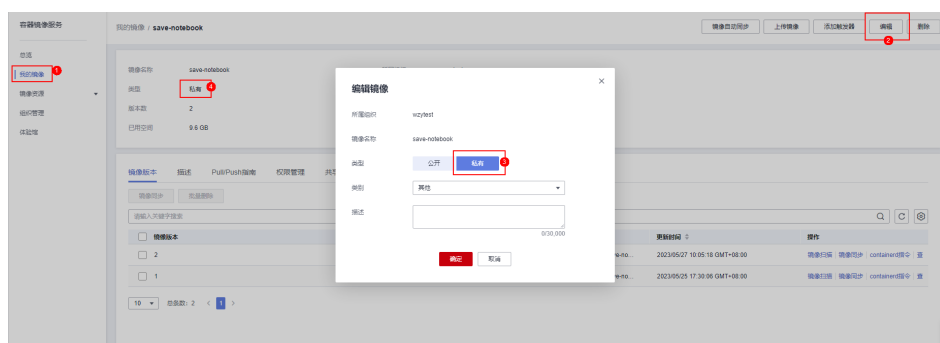 容器镜像服务
我的镜像 / save-notebook
镜像自动同步
上传镜像
添加触发器
编辑
删除
2
总览
我的镜像
1
镜像资源
组织管理
体验馆
镜像名称
save-notebook
类型
私有
4
版本数
2
已用空间
9.6 GB
编辑镜像
×
所属组织
wzytest
镜像名称
save-notebook
类型
公开
私有
3
类别
其他
描述
0/30,000
确定
取消
镜像版本
描述
Pull/Push指南
权限管理
镜像同步
批量删除
请输入关键字搜索
镜像版本
更新时间
操作
2
ve-no...
2023/05/27 10:05:18 GMT+08:00
镜像扫描
镜像同步
containerd指令
1
ve-no...
2023/05/25 17:30:06 GMT+08:00
镜像扫描
镜像同步
containerd指令
10
总条数: 2
<
1
>